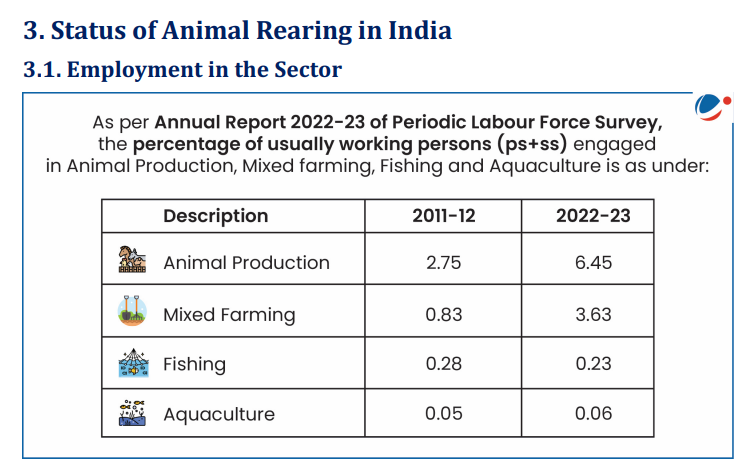 3. Status of Animal Rearing in India
3.1. Employment in the Sector
As per Annual Report 2022-23 of Periodic Labour Force Survey,
the percentage of usually working persons (ps+ss) engaged
in Animal Production, Mixed farming, Fishing and Aquaculture is as under:
Description 2011-12 2022-23
Animal Production 2.75 6.45
Mixed Farming 0.83 3.63
Fishing 0.28 0.23
Aquaculture 0.05 0.06